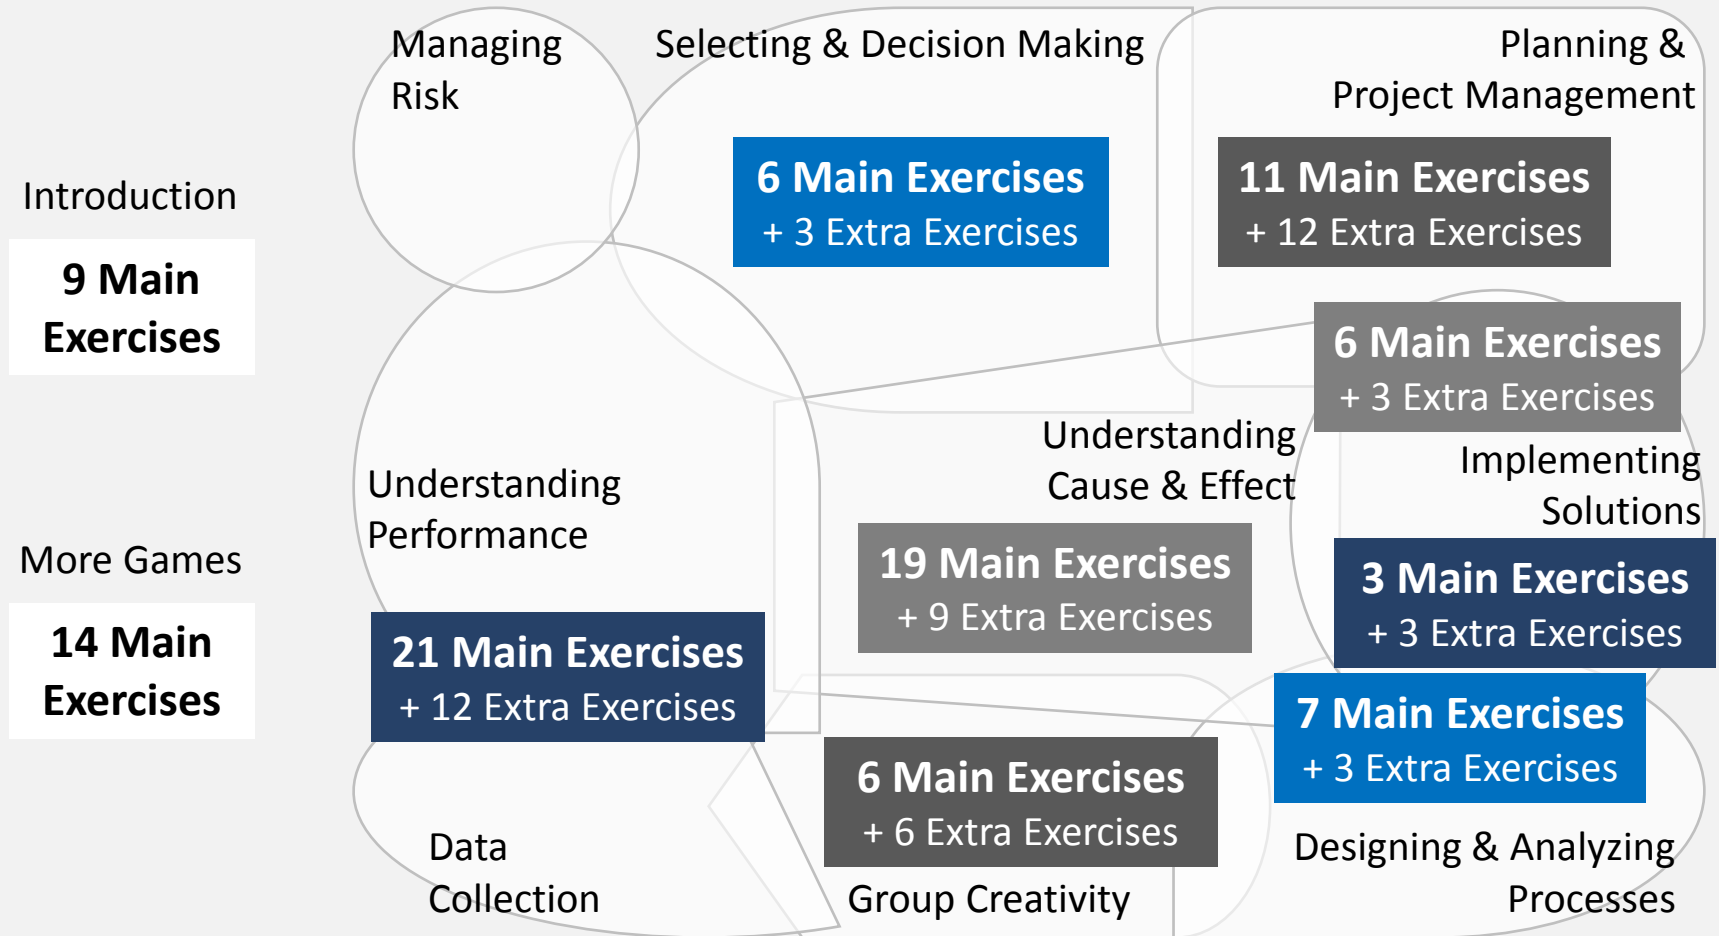 Managing
Risk
Selecting & Decision Making
Planning &
Project Management
6 Main Exercises
+ 3 Extra Exercises
11 Main Exercises
+ 12 Extra Exercises
Introduction
9 Main
Exercises
6 Main Exercises
+ 3 Extra Exercises
Understanding
Cause & Effect
Implementing
Solutions
Understanding
Performance
More Games
14 Main
Exercises
19 Main Exercises
+ 9 Extra Exercises
3 Main Exercises
+ 3 Extra Exercises
21 Main Exercises
+ 12 Extra Exercises
7 Main Exercises
+ 3 Extra Exercises
6 Main Exercises
+ 6 Extra Exercises
Data
Collection
Group Creativity
Designing & Analyzing
Processes